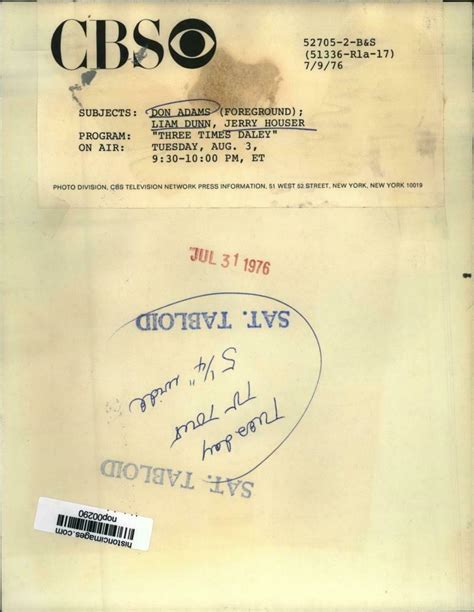 CBS
52705-2-B&S
(51336-R1a-17)
7/9/76
SUBJECTS: DON ADAMS (FOREGROUND);
LIAM DUNN, JERRY HOUSER
PROGRAM: "THREE TIMES DALEY"
ON AIR: TUESDAY, AUG. 3,
9:30-10:00 PM, ET
PHOTO DIVISION, CBS TELEVISION NETWORK PRESS INFORMATION, 51 WEST 52 STREET, NEW YORK, NEW YORK 10019
JUL 31 1976
SAT. TABLOID
Tuesday
TV
5 1/4" wide
SAT. TABLOID
historicimages.com
nop000290